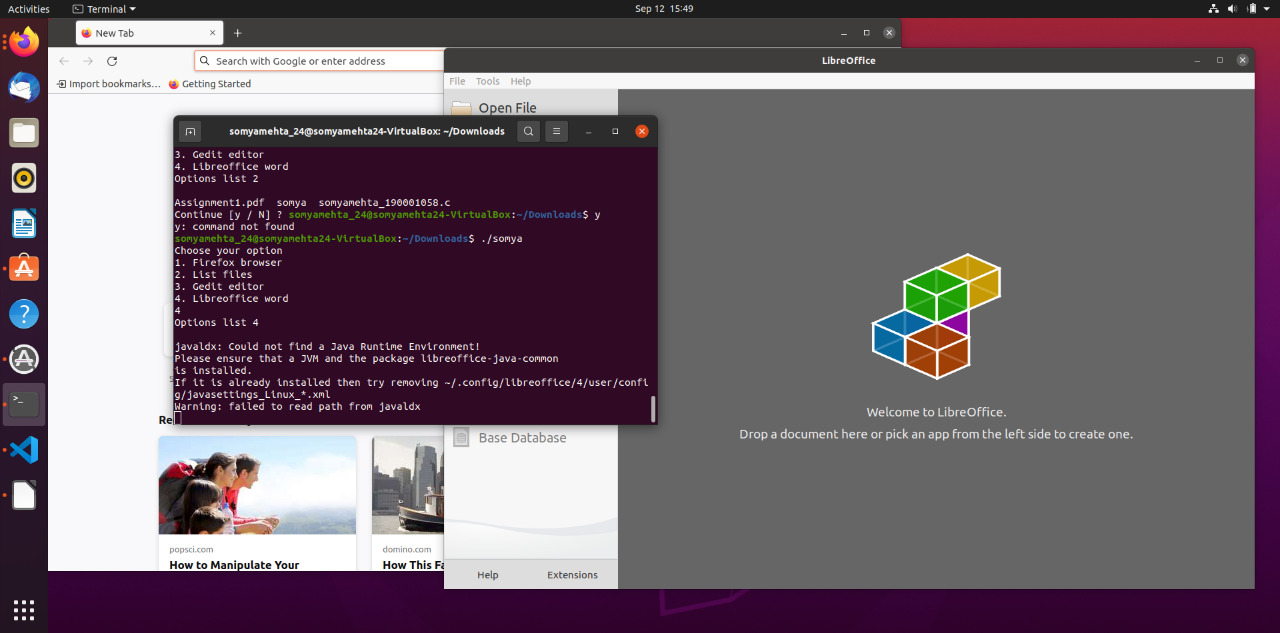 Activities
Terminal
Sep 12 15:49
New Tab
Search with Google or enter address
Import bookmarks…
Getting Started
LibreOffice
File Tools Help
Open File
somyamehta_24@somyamehta24-VirtualBox: ~/Downloads
3. Gedit editor
4. Libreoffice word
Options list 2
Assignment1.pdf somya somyamehta_190001058.c
Continue [y / N] ? somyamehta_24@somyamehta24-VirtualBox:~/Downloads$ y
y: command not found
somyamehta_24@somyamehta24-VirtualBox:~/Downloads$ ./somya
Choose your option
1. Firefox browser
2. List files
3. Gedit editor
4. Libreoffice word
4
Options list 4
javaldx: Could not find a Java Runtime Environment!
Please ensure that a JVM and the package libreoffice-java-common
is installed.
If it is already installed then try removing ~/.config/libreoffice/4/user/confi
g/javasettings_Linux_*.xml
Warning: failed to read path from javaldx
Base Database
Welcome to LibreOffice.
Drop a document here or pick an app from the left side to create one.
popsci.com
How to Manipulate Your
domino.com
How This Fa
Help
Extensions